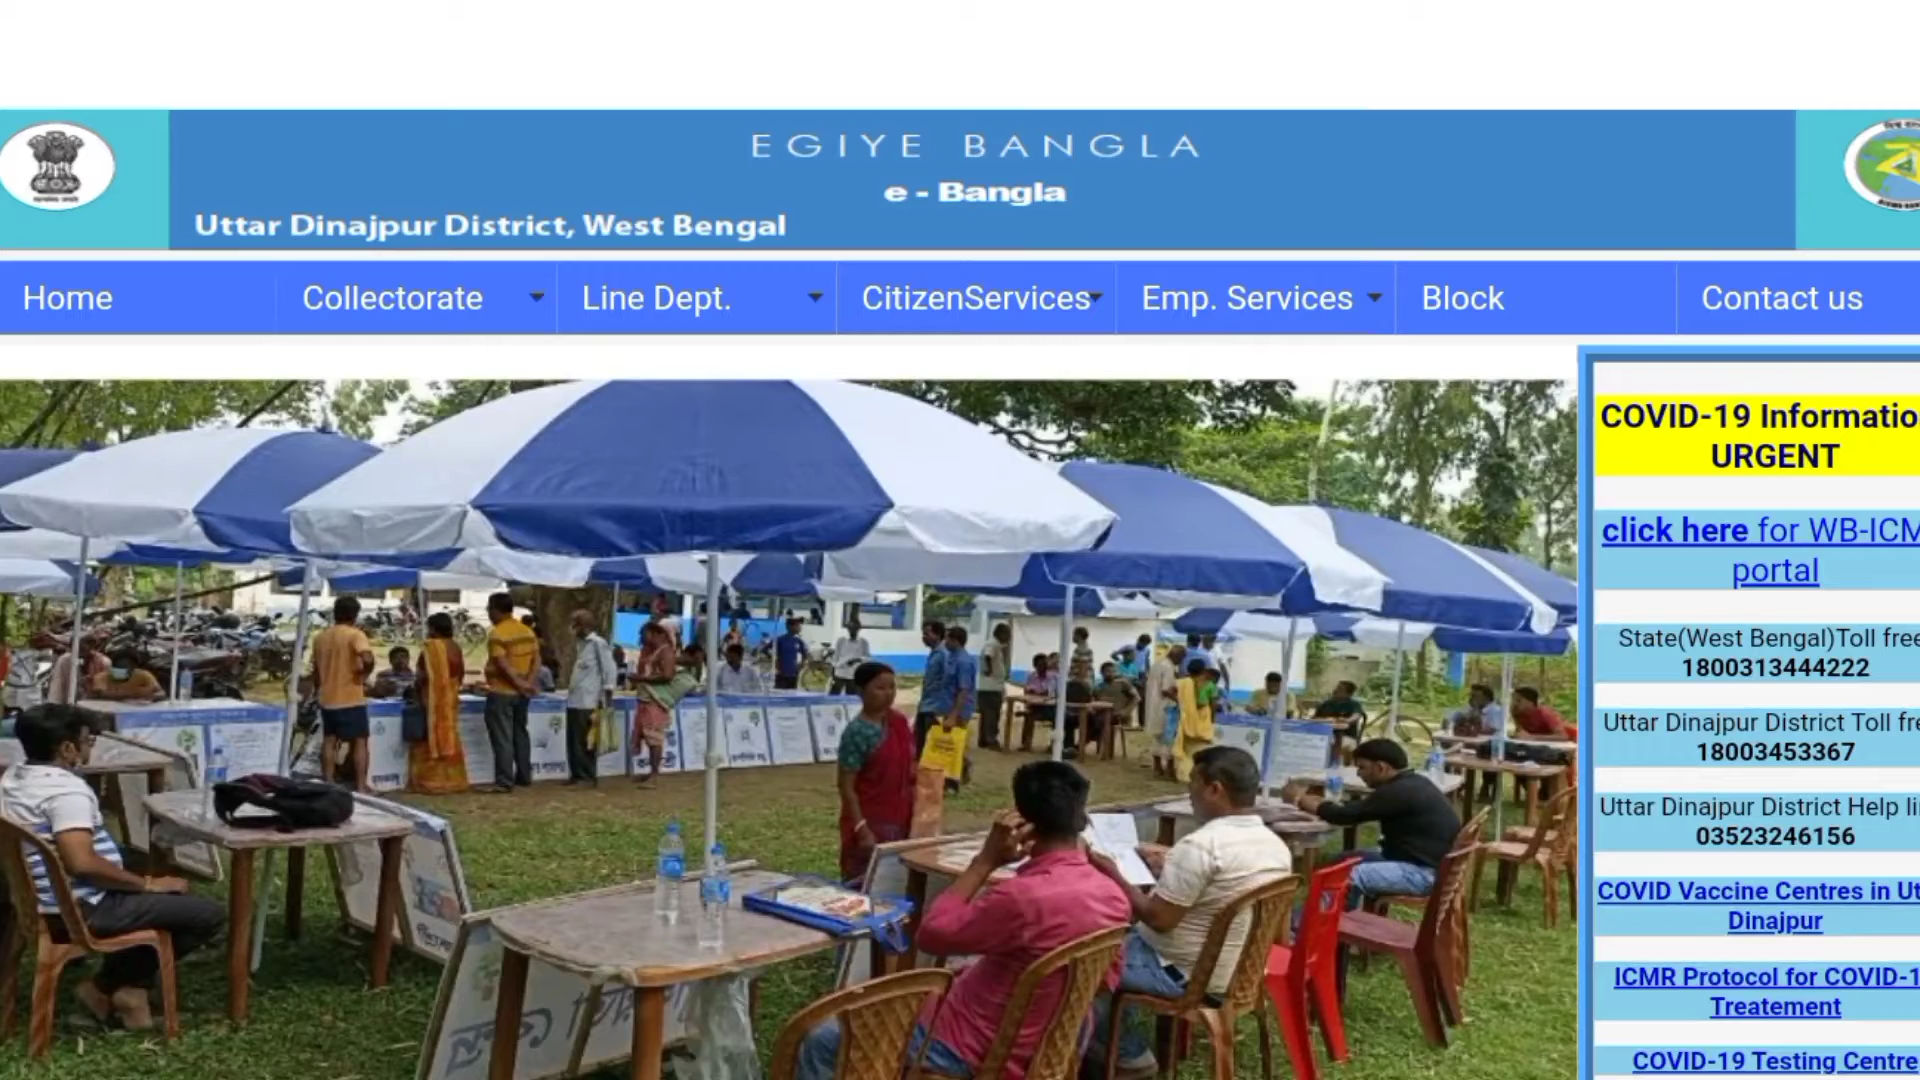 EGIYE BANGLA
e - Bangla
Uttar Dinajpur District, West Bengal
Home
Collectorate
Line Dept.
CitizenServices
Emp. Services
Block
Contact us
COVID-19 Informatio
URGENT
click here for WB-ICM
portal
State(West Bengal)Toll free
1800313444222
Uttar Dinajpur District Toll fre
18003453367
Uttar Dinajpur District Help li
03523246156
COVID Vaccine Centres in Ut
Dinajpur
ICMR Protocol for COVID-1
Treatement
COVID-19 Testing Centre